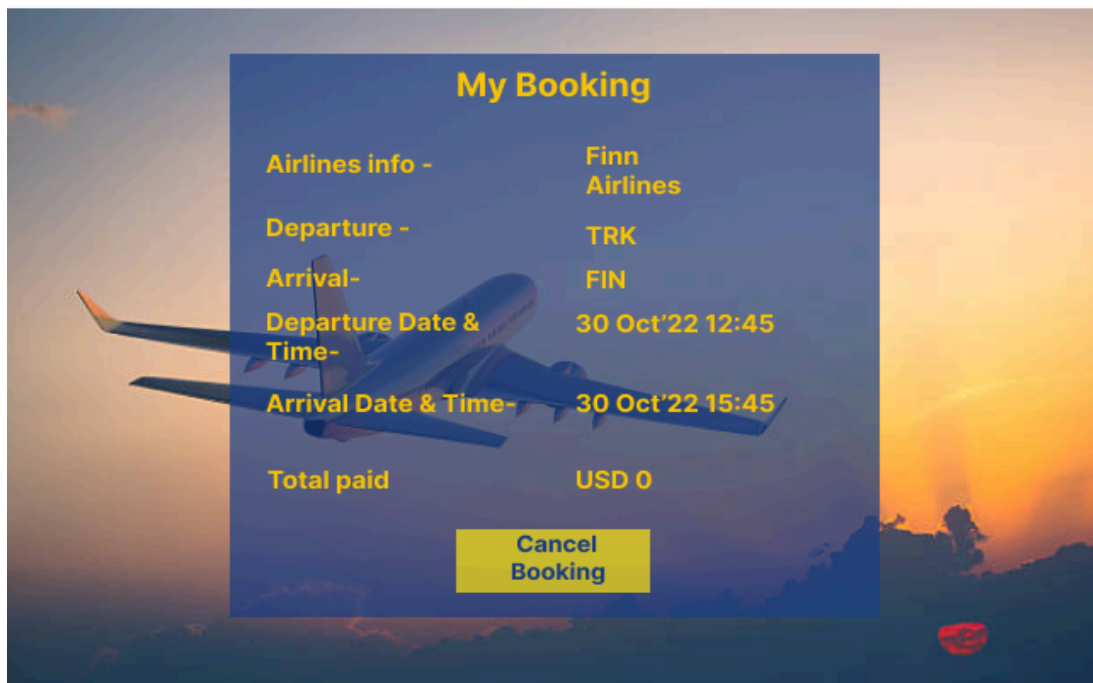 My Booking
Airlines info -
Finn
Airlines
Departure -
TRK
Arrival-
FIN
Departure Date &
Time-
30 Oct’22 12:45
Arrival Date & Time-
30 Oct’22 15:45
Total paid
USD 0
Cancel
Booking